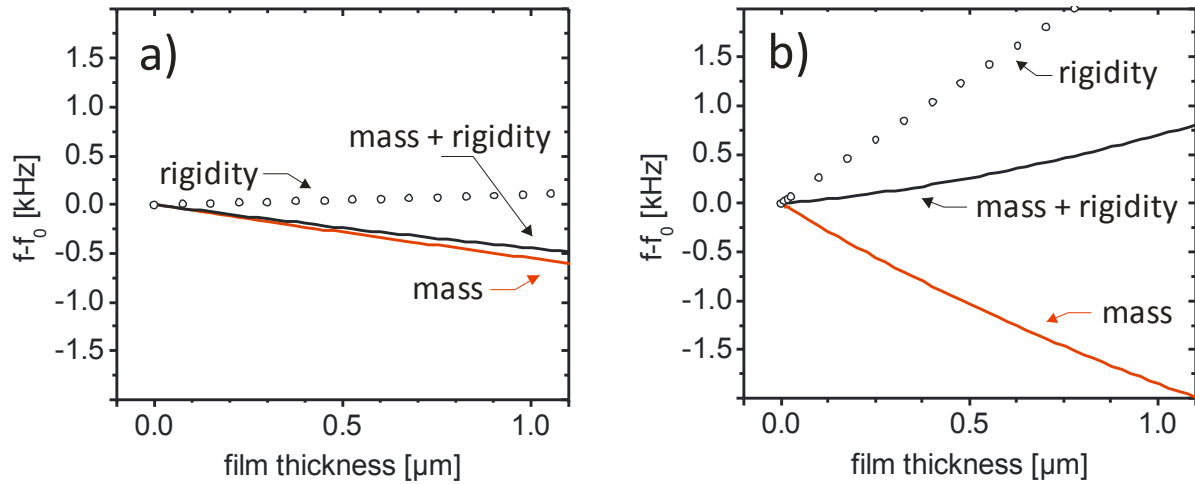 a)
1.5
1.0
0.5
0.0
-0.5
-1.0
-1.5
f-f0 [kHz]
mass + rigidity
rigidity
mass
0.0 0.5 1.0
film thickness [µm]
b)
1.5
1.0
0.5
0.0
-0.5
-1.0
-1.5
f-f0 [kHz]
rigidity
mass + rigidity
mass
0.0 0.5 1.0
film thickness [µm]